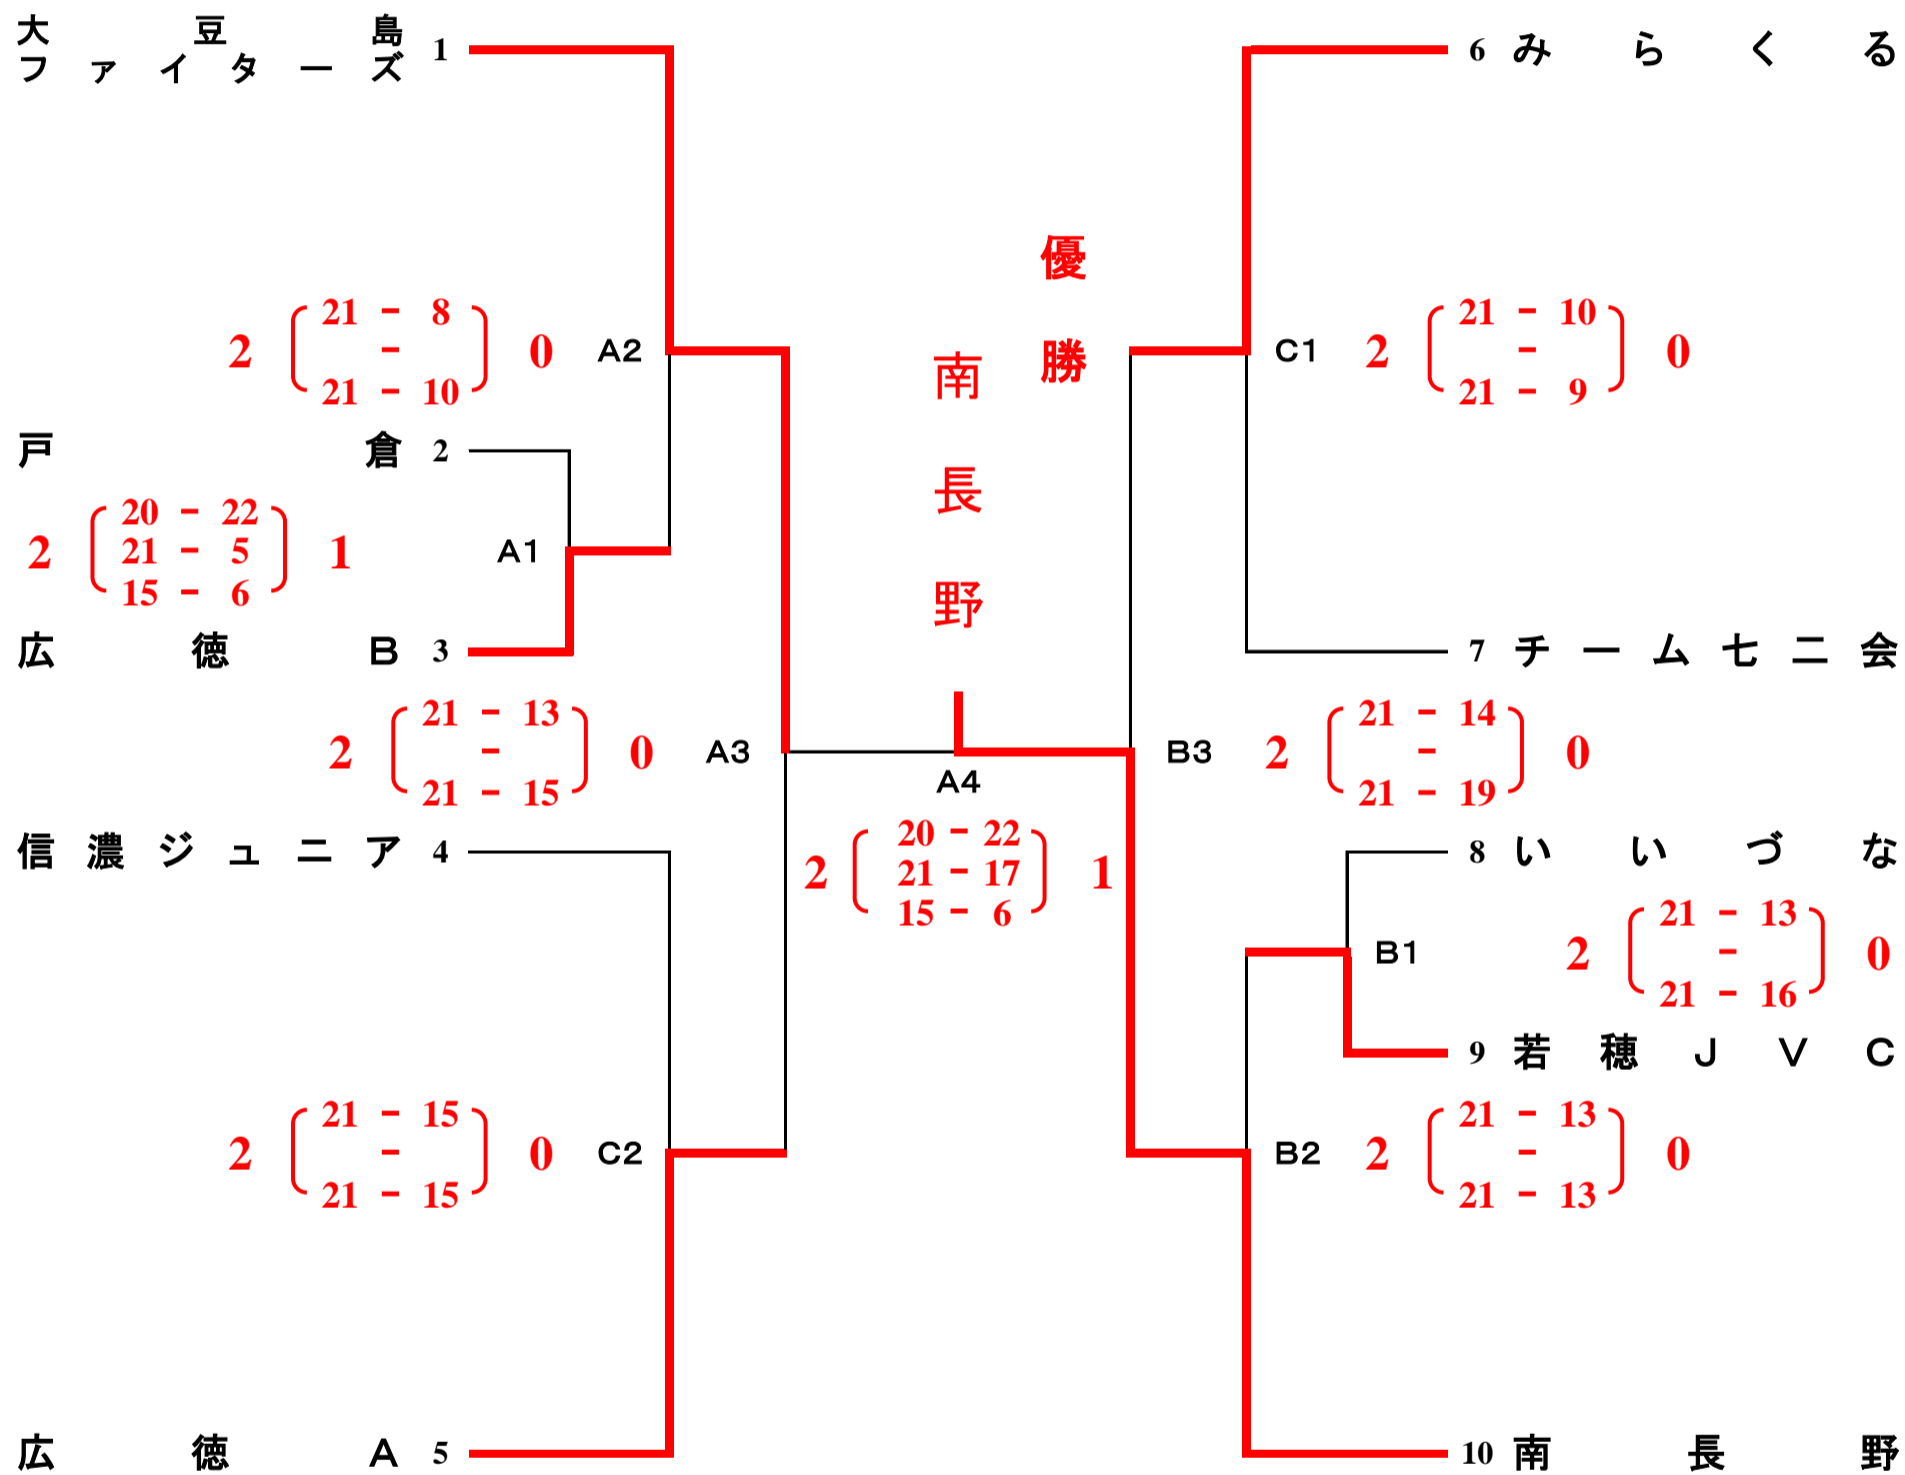 大豆島
ファイターズ 1
6 みらくる
優勝
南長野
21 - 8
2 - 0 A2
21 - 10
21 - 10
C1 2 - 0
21 - 9
戸倉 2
20 - 22
2 21 - 5 1 A1
15 - 6
広徳B 3
7 チーム七二会
21 - 13
2 - 0 A3
21 - 15
21 - 14
B3 2 - 0
21 - 19
A4
20 - 22
2 21 - 17 1
15 - 6
信濃ジュニア 4
8 いいづな
21 - 13
B1 2 - 0
21 - 16
9 若穂JVC
21 - 15
2 - 0 C2
21 - 15
21 - 13
B2 2 - 0
21 - 13
広徳A 5
10 南長野